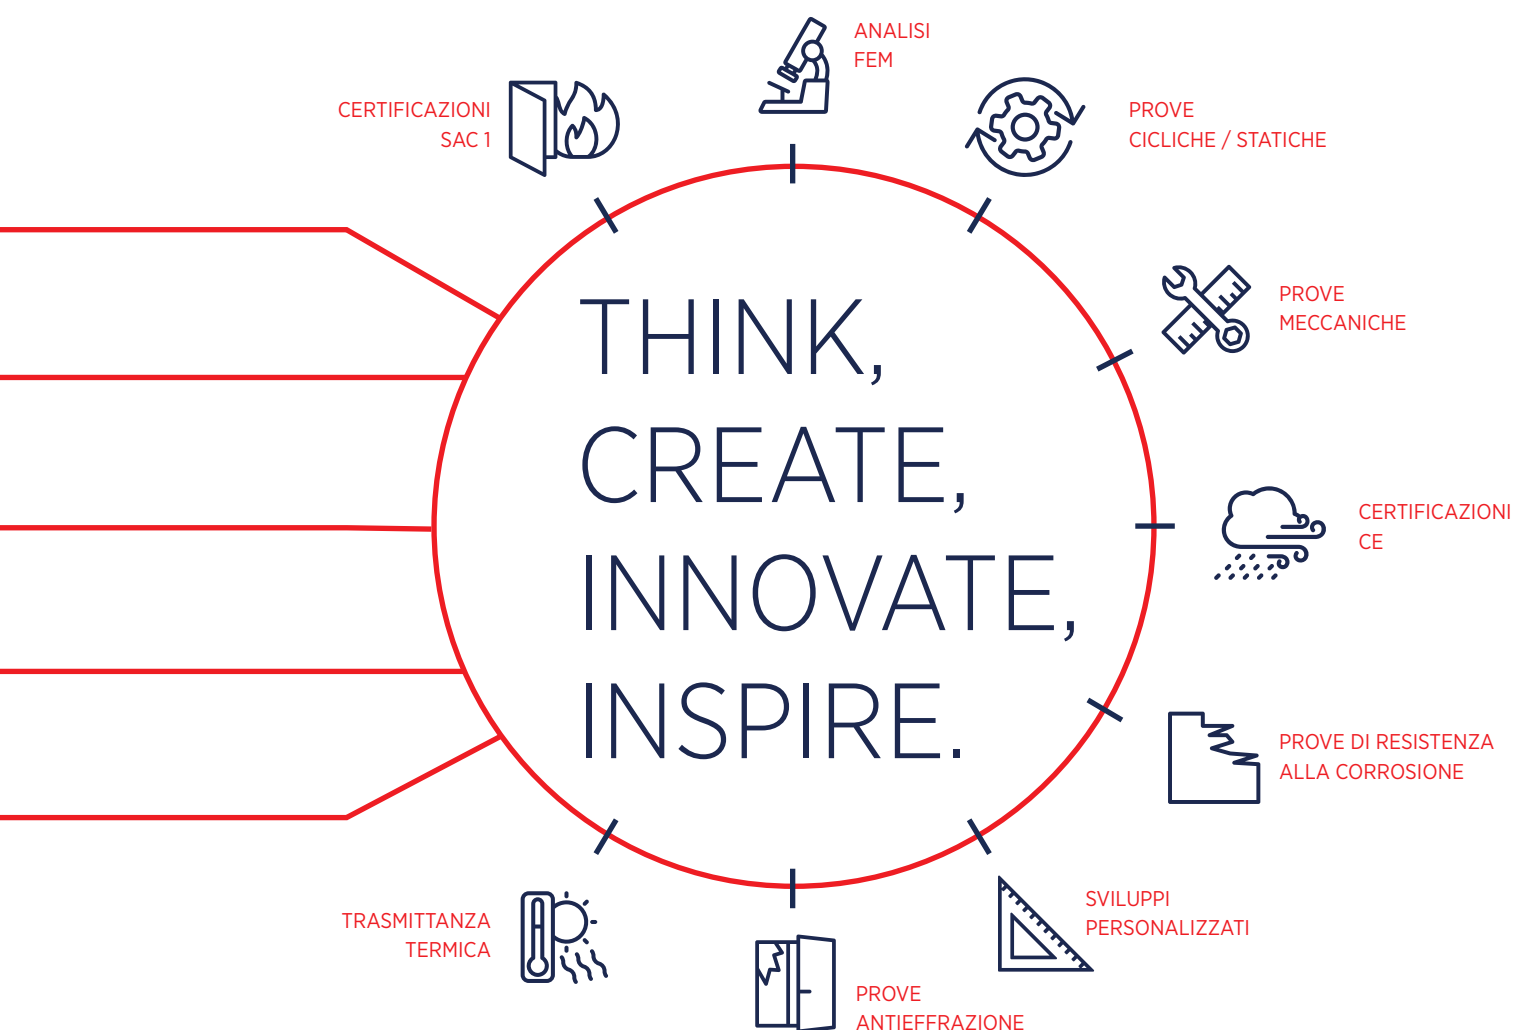 ANALISI
FEM
CERTIFICAZIONI
SAC 1
PROVE
CICLICHE / STATICHE
PROVE
MECCANICHE
THINK,
CREATE,
INNOVATE,
INSPIRE.
CERTIFICAZIONI
CE
PROVE DI RESISTENZA
ALLA CORROSIONE
SVILUPPI
PERSONALIZZATI
TRASMITTANZA
TERMICA
PROVE
ANTIEFFRAZIONE